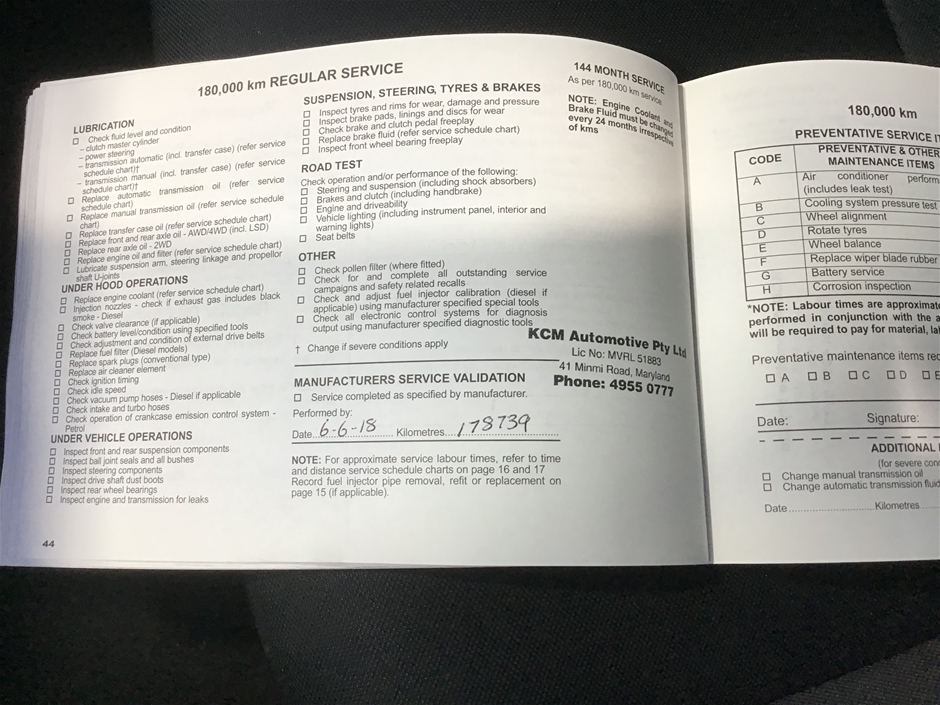 180,000 km REGULAR SERVICE
LUBRICATION
☐ Check fluid level and condition
– clutch master cylinder
– power steering
– transmission automatic (incl. transfer case) (refer service
schedule chart)†
– transmission manual (incl. transfer case) (refer service
schedule chart)†
☐ Replace automatic transmission oil (refer service
schedule chart)
☐ Replace manual transmission oil (refer service schedule
chart)
☐ Replace transfer case oil (refer service schedule chart)
☐ Replace front and rear axle oil - AWD/4WD (incl. LSD)
☐ Replace rear axle oil - 2WD
☐ Replace engine oil and filter (refer service schedule chart)
☐ Lubricate suspension arm, steering linkage and propellor
shaft U-joints
UNDER HOOD OPERATIONS
☐ Replace engine coolant (refer service schedule chart)
☐ Injection nozzles - check if exhaust gas includes black
smoke - Diesel
☐ Check valve clearance (if applicable)
☐ Check battery level/condition using specified tools
☐ Check adjustment and condition of external drive belts
☐ Replace fuel filter (Diesel models)
☐ Replace spark plugs (conventional type)
☐ Replace air cleaner element
☐ Check ignition timing
☐ Check idle speed
☐ Check vacuum pump hoses - Diesel if applicable
☐ Check intake and turbo hoses
☐ Check operation of crankcase emission control system -
Petrol
UNDER VEHICLE OPERATIONS
☐ Inspect front and rear suspension components
☐ Inspect ball joint seals and all bushes
☐ Inspect steering components
☐ Inspect drive shaft dust boots
☐ Inspect rear wheel bearings
☐ Inspect engine and transmission for leaks
44
SUSPENSION, STEERING, TYRES & BRAKES
☐ Inspect tyres and rims for wear, damage and pressure
☐ Inspect brake pads, linings and discs for wear
☐ Check brake and clutch pedal freeplay
☐ Replace brake fluid (refer service schedule chart)
☐ Inspect front wheel bearing freeplay
ROAD TEST
Check operation and/or performance of the following:
☐ Steering and suspension (including shock absorbers)
☐ Brakes and clutch (including handbrake)
☐ Engine and driveability
☐ Vehicle lighting (including instrument panel, interior and
warning lights)
☐ Seat belts
OTHER
☐ Check pollen filter (where fitted)
☐ Check for and complete all outstanding service
campaigns and safety related recalls
☐ Check and adjust fuel injector calibration (diesel if
applicable) using manufacturer specified special tools
☐ Check all electronic control systems for diagnosis
output using manufacturer specified diagnostic tools
† Change if severe conditions apply
MANUFACTURERS SERVICE VALIDATION
☐ Service completed as specified by manufacturer.
Performed by:
Date...6-6-18.... Kilometres...178739
NOTE: For approximate service labour times, refer to time
and distance service schedule charts on page 16 and 17
Record fuel injector pipe removal, refit or replacement on
page 15 (if applicable).
144 MONTH SERVICE
As per 180,000 km service
NOTE: Engine Coolant and
Brake Fluid must be changed
every 24 months irrespective
of kms
KCM Automotive Pty Ltd
Lic No: MVRL 51883
41 Minmi Road, Maryland
Phone: 4955 0777
180,000 km
PREVENTATIVE SERVICE
CODE PREVENTATIVE & OTHER
MAINTENANCE ITEMS
A Air conditioner
(includes leak test)
B Cooling system pressure test
C Wheel alignment
D Rotate tyres
E Wheel balance
F Replace wiper blade rubber
G Battery service
H Corrosion inspection
*NOTE: Labour times are
performed in conjunction with the
will be required to pay for material,
Preventative maintenance items
☐ A ☐ B ☐ C ☐ D ☐ E
Date: Signature:
ADDITIONAL
(for severe
☐ Change manual transmission oil
☐ Change automatic transmission
Date........................ Kilometres